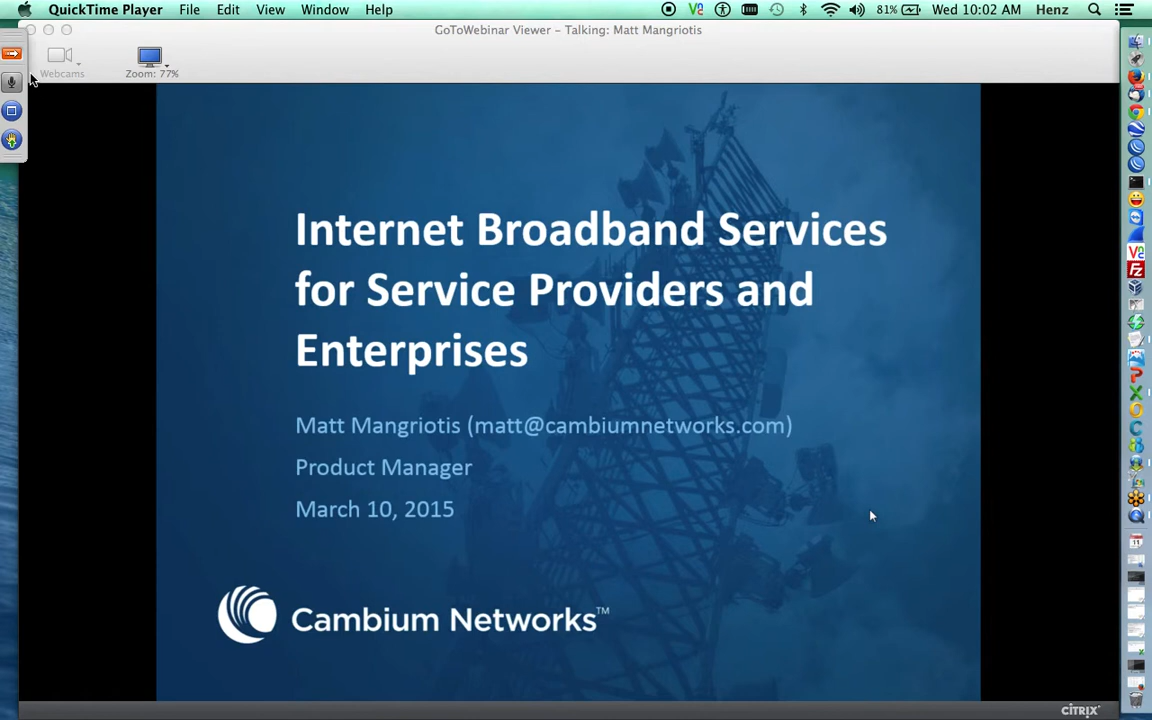 QuickTime Player File Edit View Window Help 81% Wed 10:02 AM Henz
GoToWebinar Viewer – Talking: Matt Mangriotis
Webcams Zoom: 77%
Internet Broadband Services
for Service Providers and
Enterprises
Matt Mangriotis (matt@cambiumnetworks.com)
Product Manager
March 10, 2015
Cambium Networks™
CITRIX